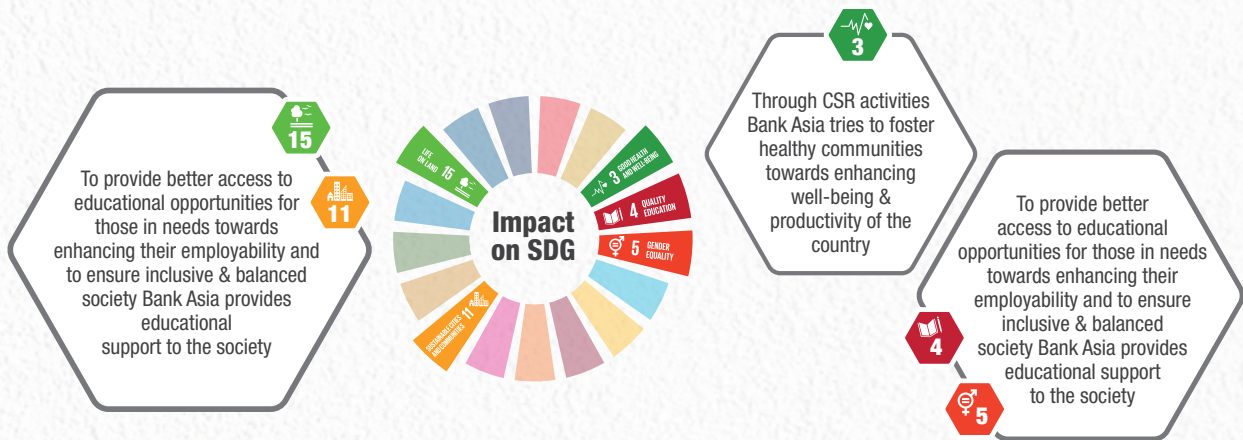 15
11
To provide better access to
educational opportunities for
those in needs towards
enhancing their employability and
to ensure inclusive & balanced
society Bank Asia provides
educational
support to the society
Impact
on SDG
LIFE
ON LAND 15
3 GOOD HEALTH
AND WELL-BEING
4 QUALITY
EDUCATION
5 GENDER
EQUALITY
SUSTAINABLE CITIES
AND COMMUNITIES 11
3
Through CSR activities
Bank Asia tries to foster
healthy communities
towards enhancing
well-being &
productivity of the
country
To provide better
access to educational
opportunities for those in needs
towards enhancing their
employability and to ensure
inclusive & balanced
society Bank Asia provides
educational support
to the society
4
5